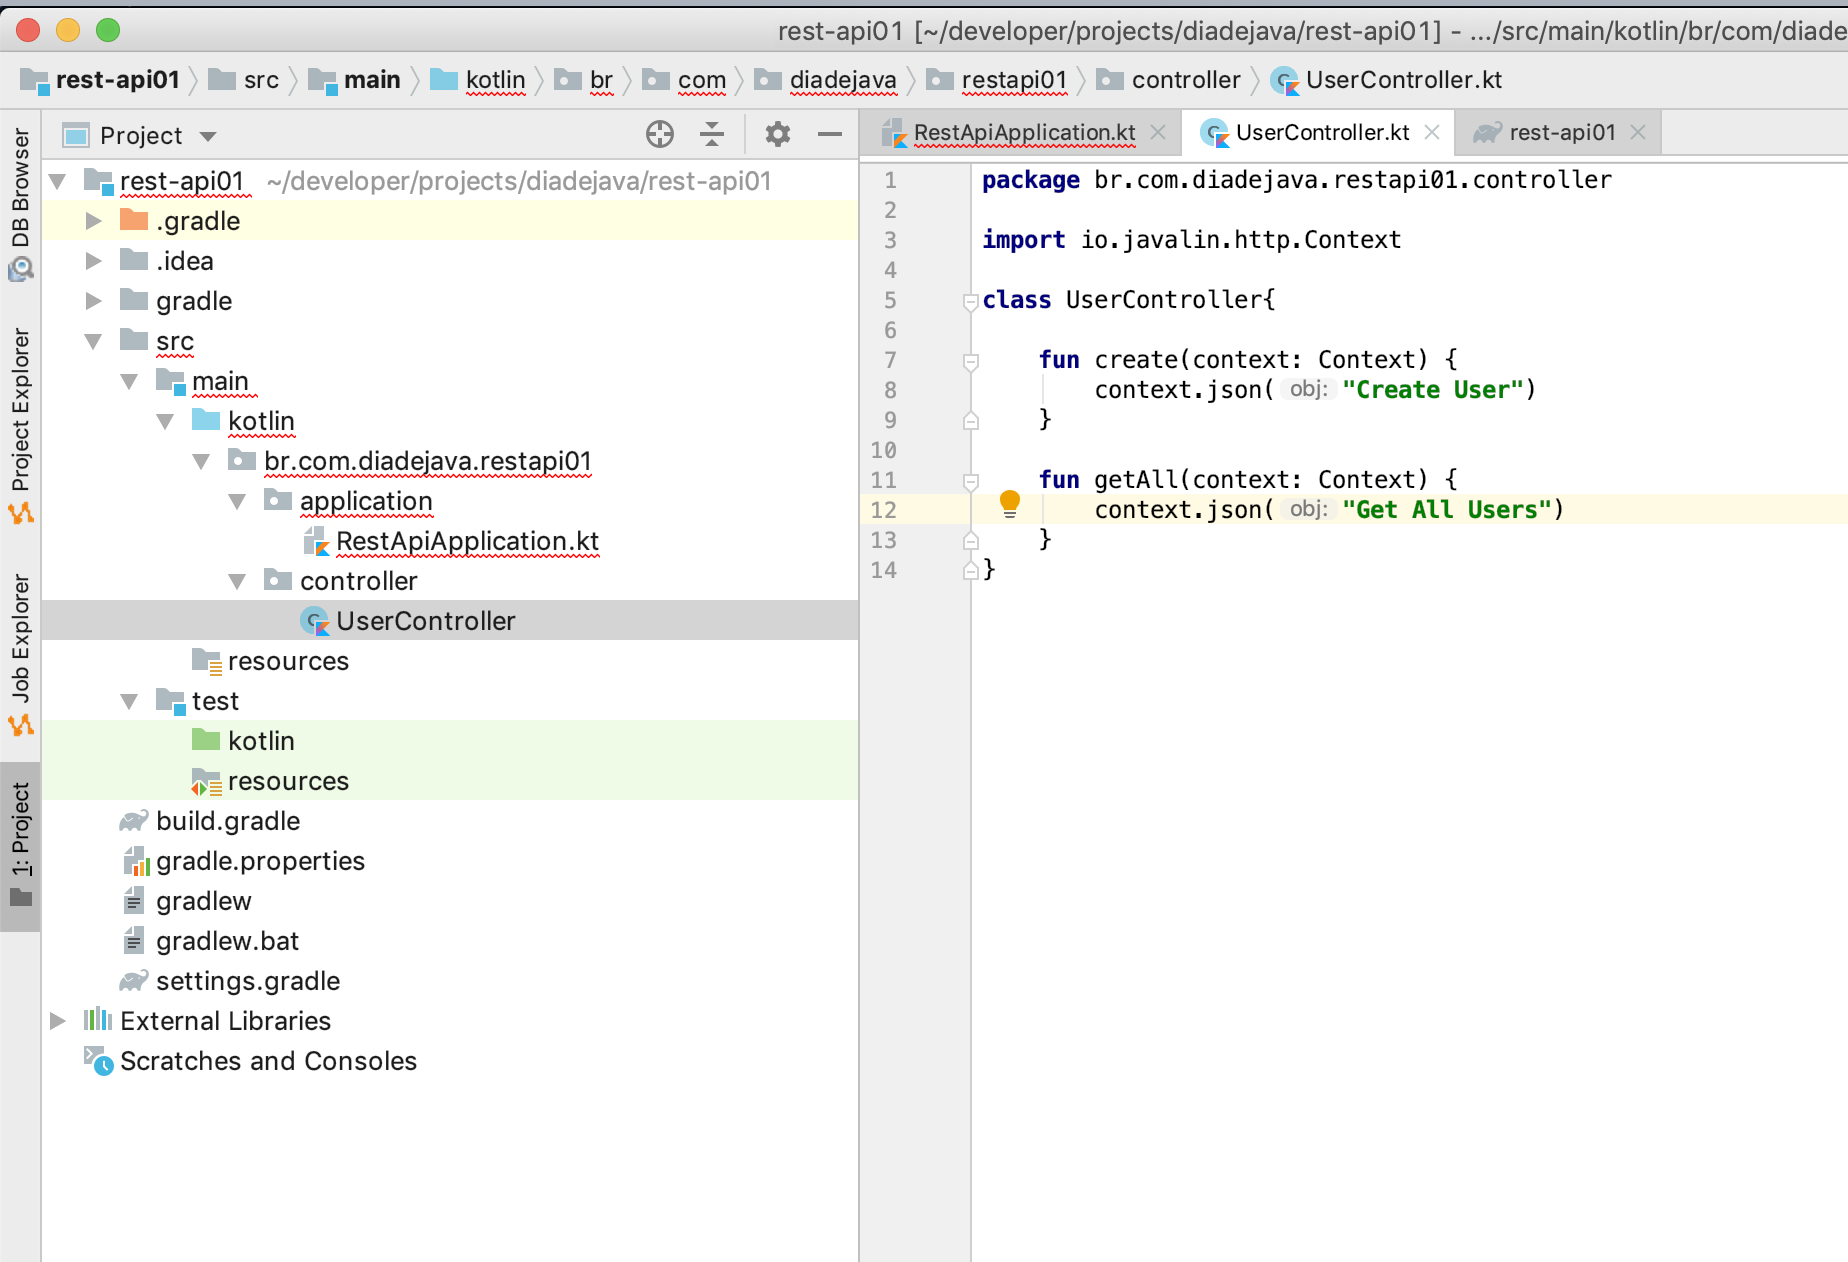 rest-api01 [~/developer/projects/diadejava/rest-api01] - .../src/main/kotlin/br/com/diade
rest-api01 src main kotlin br com diadejava restapi01 controller UserController.kt
DB Browser
Project Explorer
Job Explorer
1: Project
Project
rest-api01 ~/developer/projects/diadejava/rest-api01
.gradle
.idea
gradle
src
main
kotlin
br.com.diadejava.restapi01
application
RestApiApplication.kt
controller
UserController
resources
test
kotlin
resources
build.gradle
gradle.properties
gradlew
gradlew.bat
settings.gradle
External Libraries
Scratches and Consoles
RestApiApplication.kt UserController.kt rest-api01
1 package br.com.diadejava.restapi01.controller
2
3 import io.javalin.http.Context
4
5 class UserController{
6
7 fun create(context: Context) {
8 context.json( obj: "Create User")
9 }
10
11 fun getAll(context: Context) {
12 context.json( obj: "Get All Users")
13 }
14 }